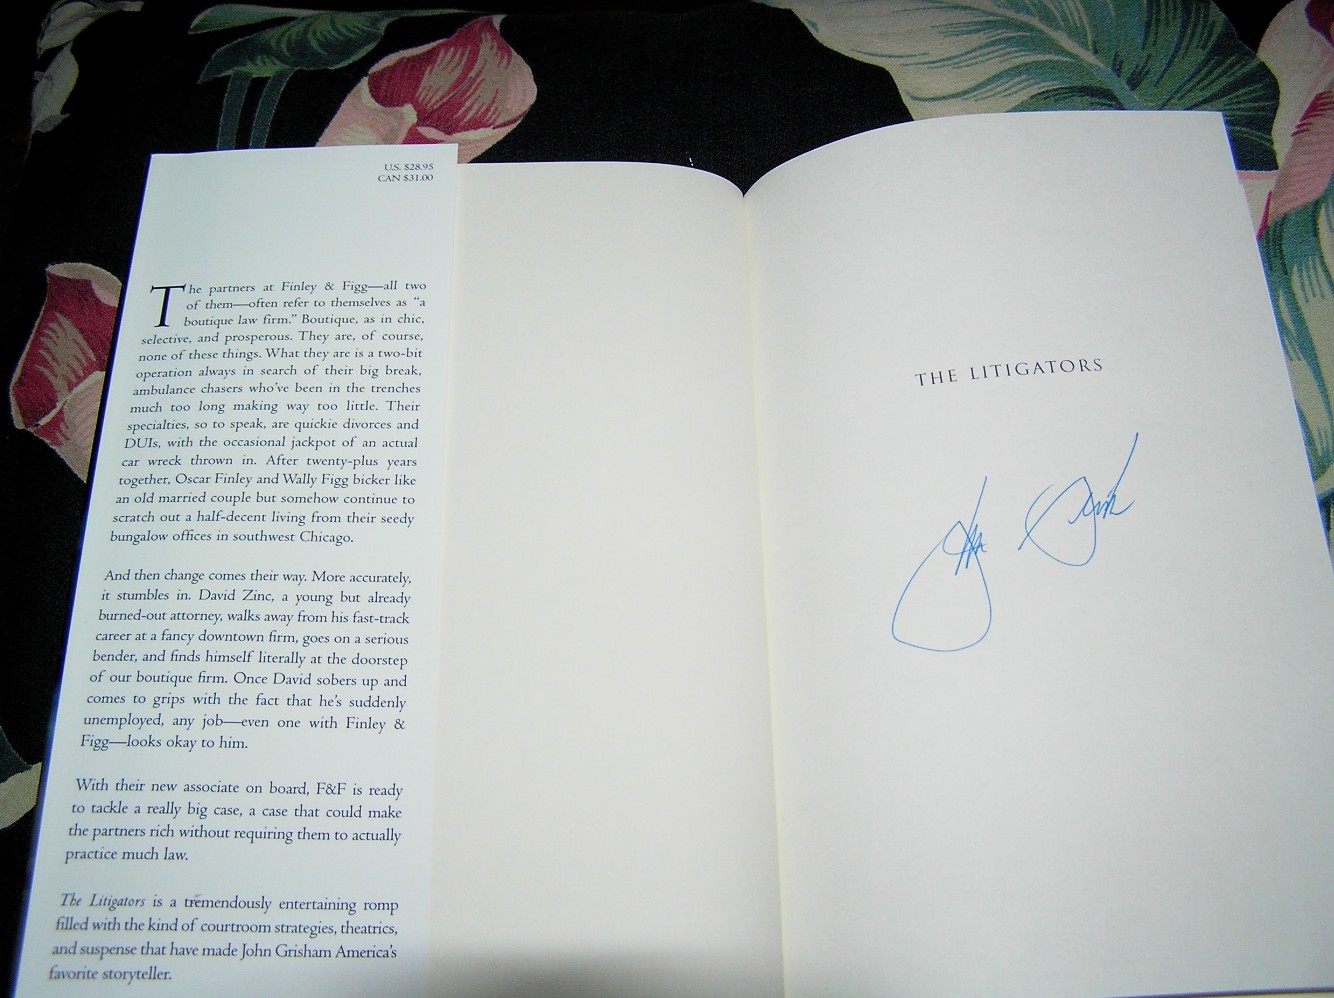 U.S. $28.95
CAN $31.00
The partners at Finley & Figg—all two
of them—often refer to themselves as “a
boutique law firm.” Boutique, as in chic,
selective, and prosperous. They are, of course,
none of these things. What they are is a two-bit
operation always in search of their big break,
ambulance chasers who’ve been in the trenches
much too long making way too little. Their
specialties, so to speak, are quickie divorces and
DUIs, with the occasional jackpot of an actual
car wreck thrown in. After twenty-plus years
together, Oscar Finley and Wally Figg bicker like
an old married couple but somehow continue to
scratch out a half-decent living from their seedy
bungalow offices in southwest Chicago.
And then change comes their way. More accurately,
it stumbles in. David Zinc, a young but already
burned-out attorney, walks away from his fast-track
career at a fancy downtown firm, goes on a serious
bender, and finds himself literally at the doorstep
of our boutique firm. Once David sobers up and
comes to grips with the fact that he’s suddenly
unemployed, any job—even one with Finley &
Figg—looks okay to him.
With their new associate on board, F&F is ready
to tackle a really big case, a case that could make
the partners rich without requiring them to actually
practice much law.
The Litigators is a tremendously entertaining romp
filled with the kind of courtroom strategies, theatrics,
and suspense that have made John Grisham America’s
favorite storyteller.
THE LITIGATORS